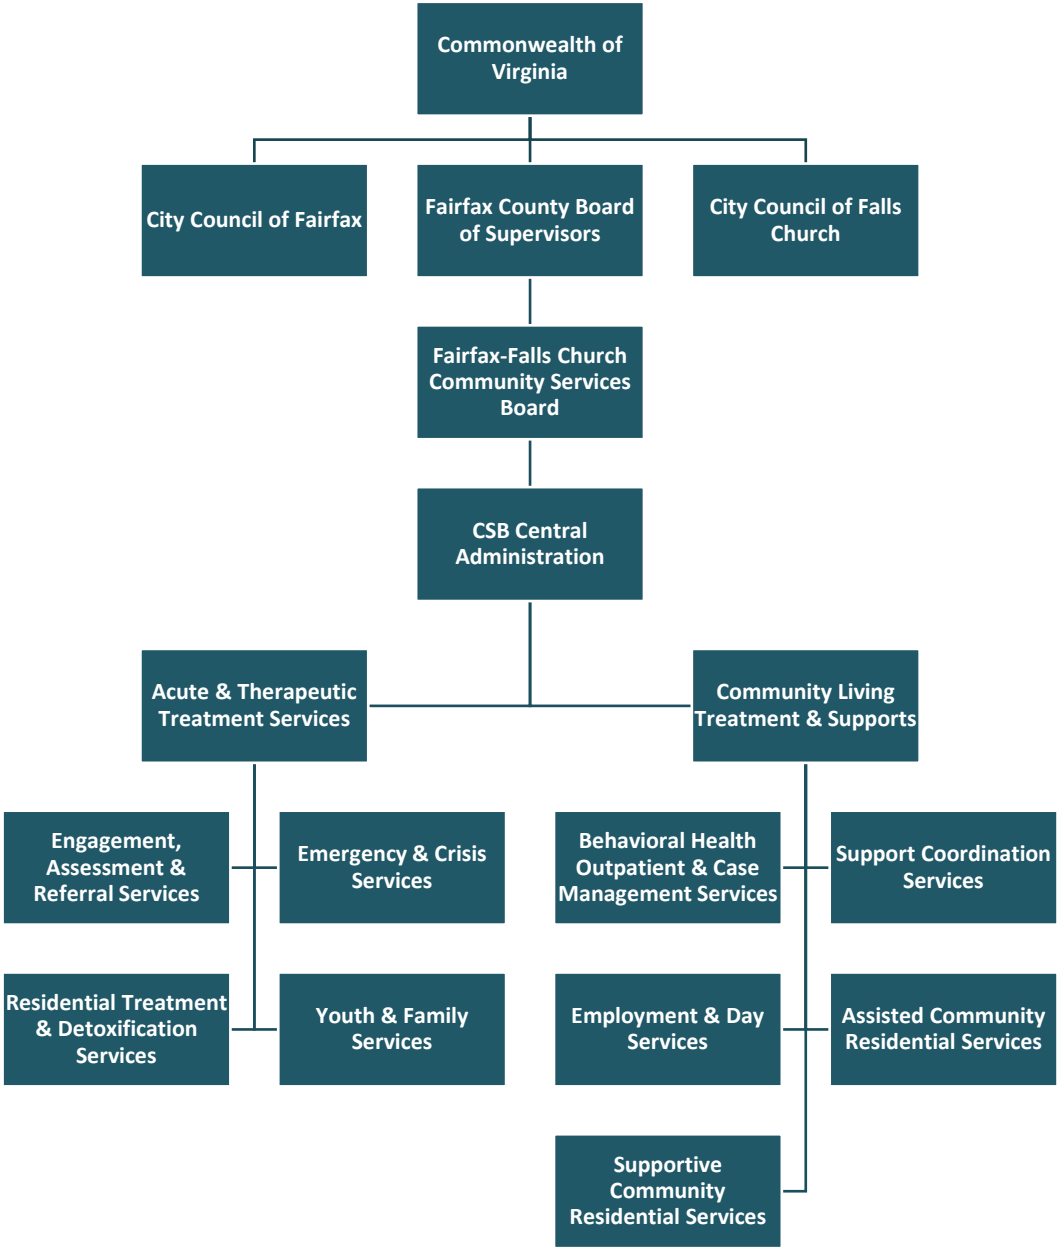 Commonwealth of
Virginia
City Council of Fairfax
Fairfax County Board
of Supervisors
City Council of Falls
Church
Fairfax-Falls Church
Community Services
Board
CSB Central
Administration
Acute & Therapeutic
Treatment Services
Community Living
Treatment & Supports
Engagement,
Assessment &
Referral Services
Emergency & Crisis
Services
Behavioral Health
Outpatient & Case
Management Services
Support Coordination
Services
Residential Treatment
& Detoxification
Services
Youth & Family
Services
Employment & Day
Services
Assisted Community
Residential Services
Supportive
Community
Residential Services